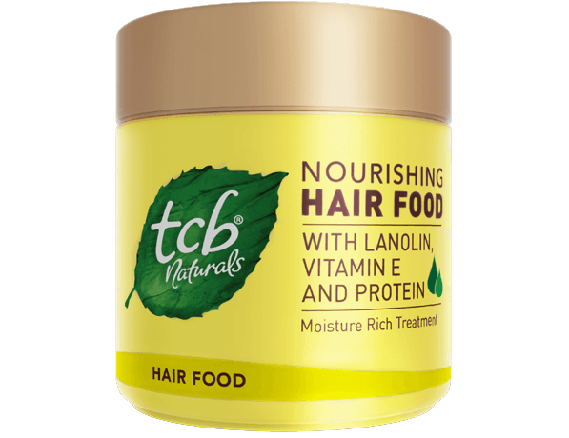 tcb®
Naturals
NOURISHING
HAIR FOOD
WITH LANOLIN,
VITAMIN E
AND PROTEIN
Moisture Rich Treatment
HAIR FOOD